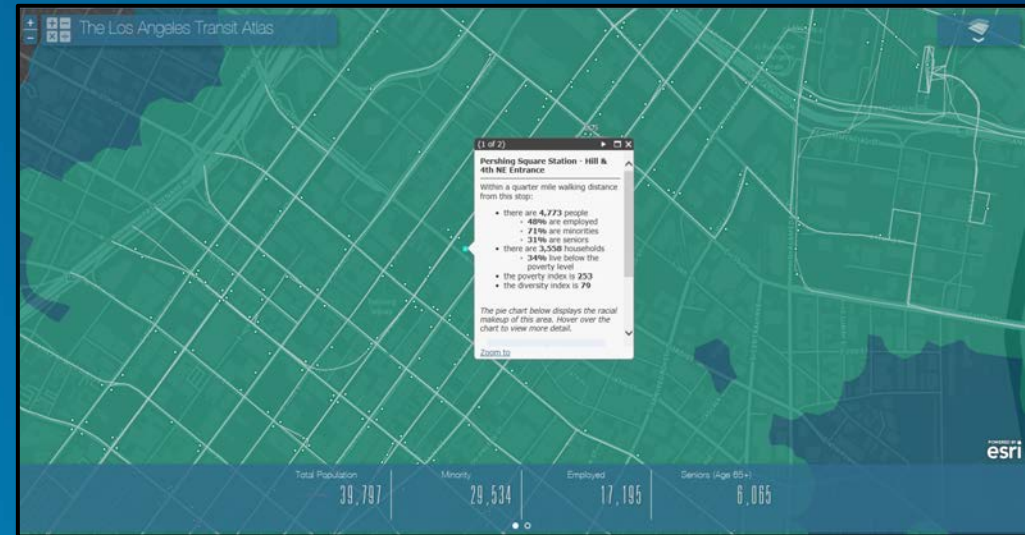 The Los Angeles Transit Atlas
(1 of 2)
Pershing Square Station - Hill &
4th NE Entrance
Within a quarter mile walking distance
from this stop:
• there are 4,773 people
◦ 48% are employed
◦ 71% are minorities
◦ 31% are seniors
• there are 3,558 households
◦ 34% live below the
poverty level
• the poverty index is 253
• the diversity index is 79
The pie chart below displays the racial
makeup of this area. Hover over the
chart to view more detail.
Zoom to
POWERED BY
esri
Total Population
39,797
Minority
29,534
Employed
17,195
Seniors (Age 65+)
6,065